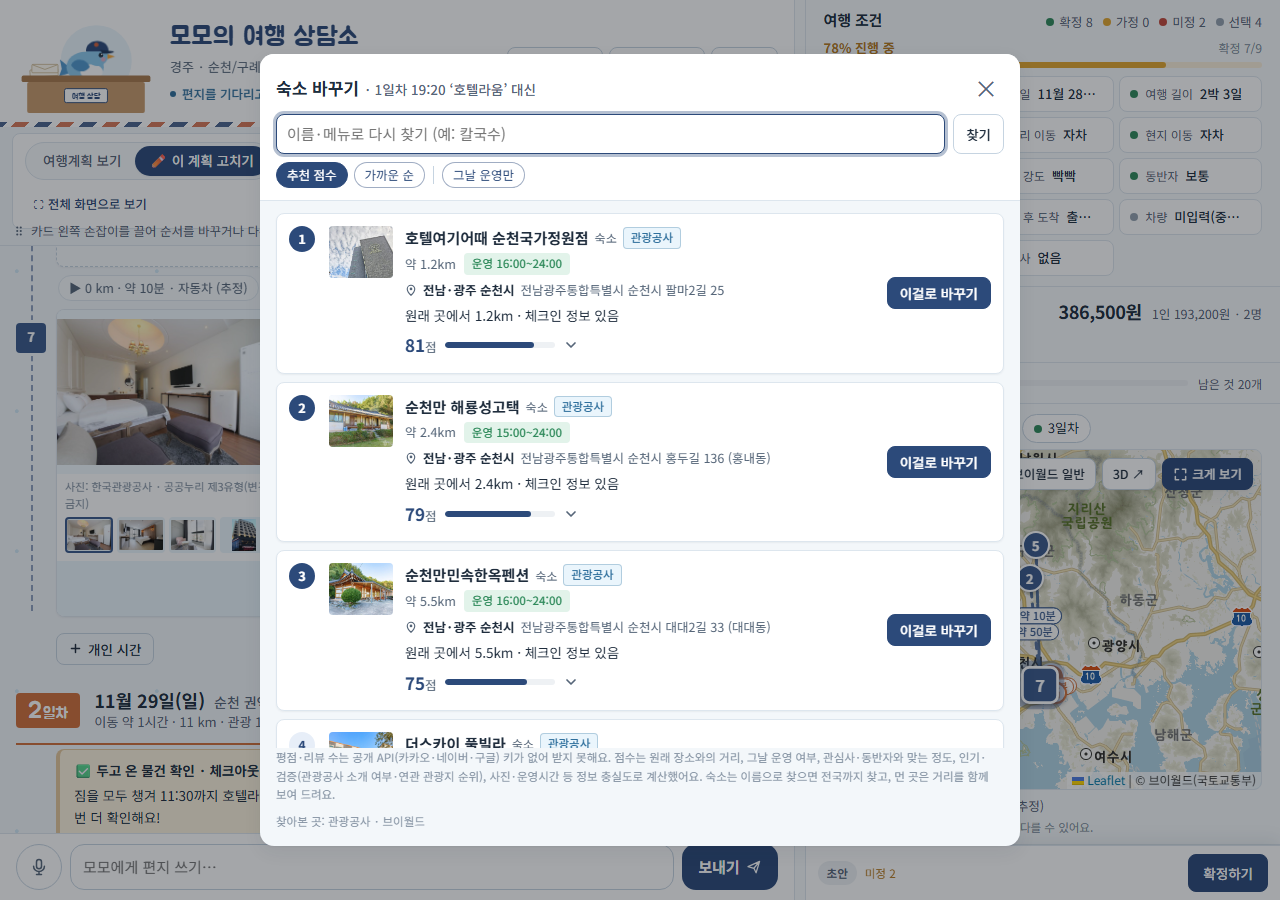 모모의 여행 상담소
경주 · 순천/구례
편지를 기다리고
여행 상담
여행계획 보기
이 계획 고치기
전체 화면으로 보기
카드 왼쪽 손잡이를 끌어 순서를 바꾸거나 다
▶ 0 km · 약 10분 · 자동차 (추정)
7
사진: 한국관광공사 · 공공누리 제3유형(변
금지)
+ 개인 시간
2일차
11월 29일(일) 순천 권
이동 약 1시간 · 11 km · 관광 1
두고 온 물건 확인 · 체크아웃
짐을 모두 챙겨 11:30까지 호텔라
번 더 확인해요!
모모에게 편지 쓰기…
보내기
숙소 바꾸기 · 1일차 19:20 ‘호텔라움’ 대신
이름·메뉴로 다시 찾기 (예: 칼국수)
찾기
추천 점수
가까운 순
그날 운영만
1
호텔여기어때 순천국가정원점 숙소 관광공사
약 1.2km 운영 16:00~24:00
전남·광주 순천시 전남광주통합특별시 순천시 팔마2길 25
원래 곳에서 1.2km · 체크인 정보 있음
81점
이걸로 바꾸기
2
순천만 해룡성고택 숙소 관광공사
약 2.4km 운영 15:00~24:00
전남·광주 순천시 전남광주통합특별시 순천시 홍두길 136 (홍내동)
원래 곳에서 2.4km · 체크인 정보 있음
79점
이걸로 바꾸기
3
순천만민속한옥펜션 숙소 관광공사
약 5.5km 운영 16:00~24:00
전남·광주 순천시 전남광주통합특별시 순천시 대대2길 33 (대대동)
원래 곳에서 5.5km · 체크인 정보 있음
75점
이걸로 바꾸기
4
더스카이 풀빌라 숙소 관광공사
평점·리뷰 수는 공개 API(카카오·네이버·구글) 키가 없어 받지 못해요. 점수는 원래 장소와의 거리, 그날 운영 여부, 관심사·동반자와 맞는 정도, 인기·
검증(관광공사 소개 여부·연관 관광지 순위), 사진·운영시간 등 정보 충실도로 계산했어요. 숙소는 이름으로 찾으면 전국까지 찾고, 먼 곳은 거리를 함께
보여 드려요.
찾아본 곳: 관광공사 · 브이월드
여행 조건
확정 8 가정 0 미정 2 선택 4
78% 진행 중
확정 7/9
일 11월 28…
여행 길이 2박 3일
리 이동 자차
현지 이동 자차
강도 빡빡
동반자 보통
후 도착 출…
차량 미입력(중…
사 없음
386,500원 1인 193,200원 · 2명
남은 것 20개
3일차
브이월드 일반
3D ↗
크게 보기
지리산
국립공원
5
2
하동군
약 10분
약 50분
10
광양시
천시
10
7
남해군
여수시
Leaflet | © 브이월드(국토교통부)
추정)
다를 수 있어요.
초안
미정 2
확정하기